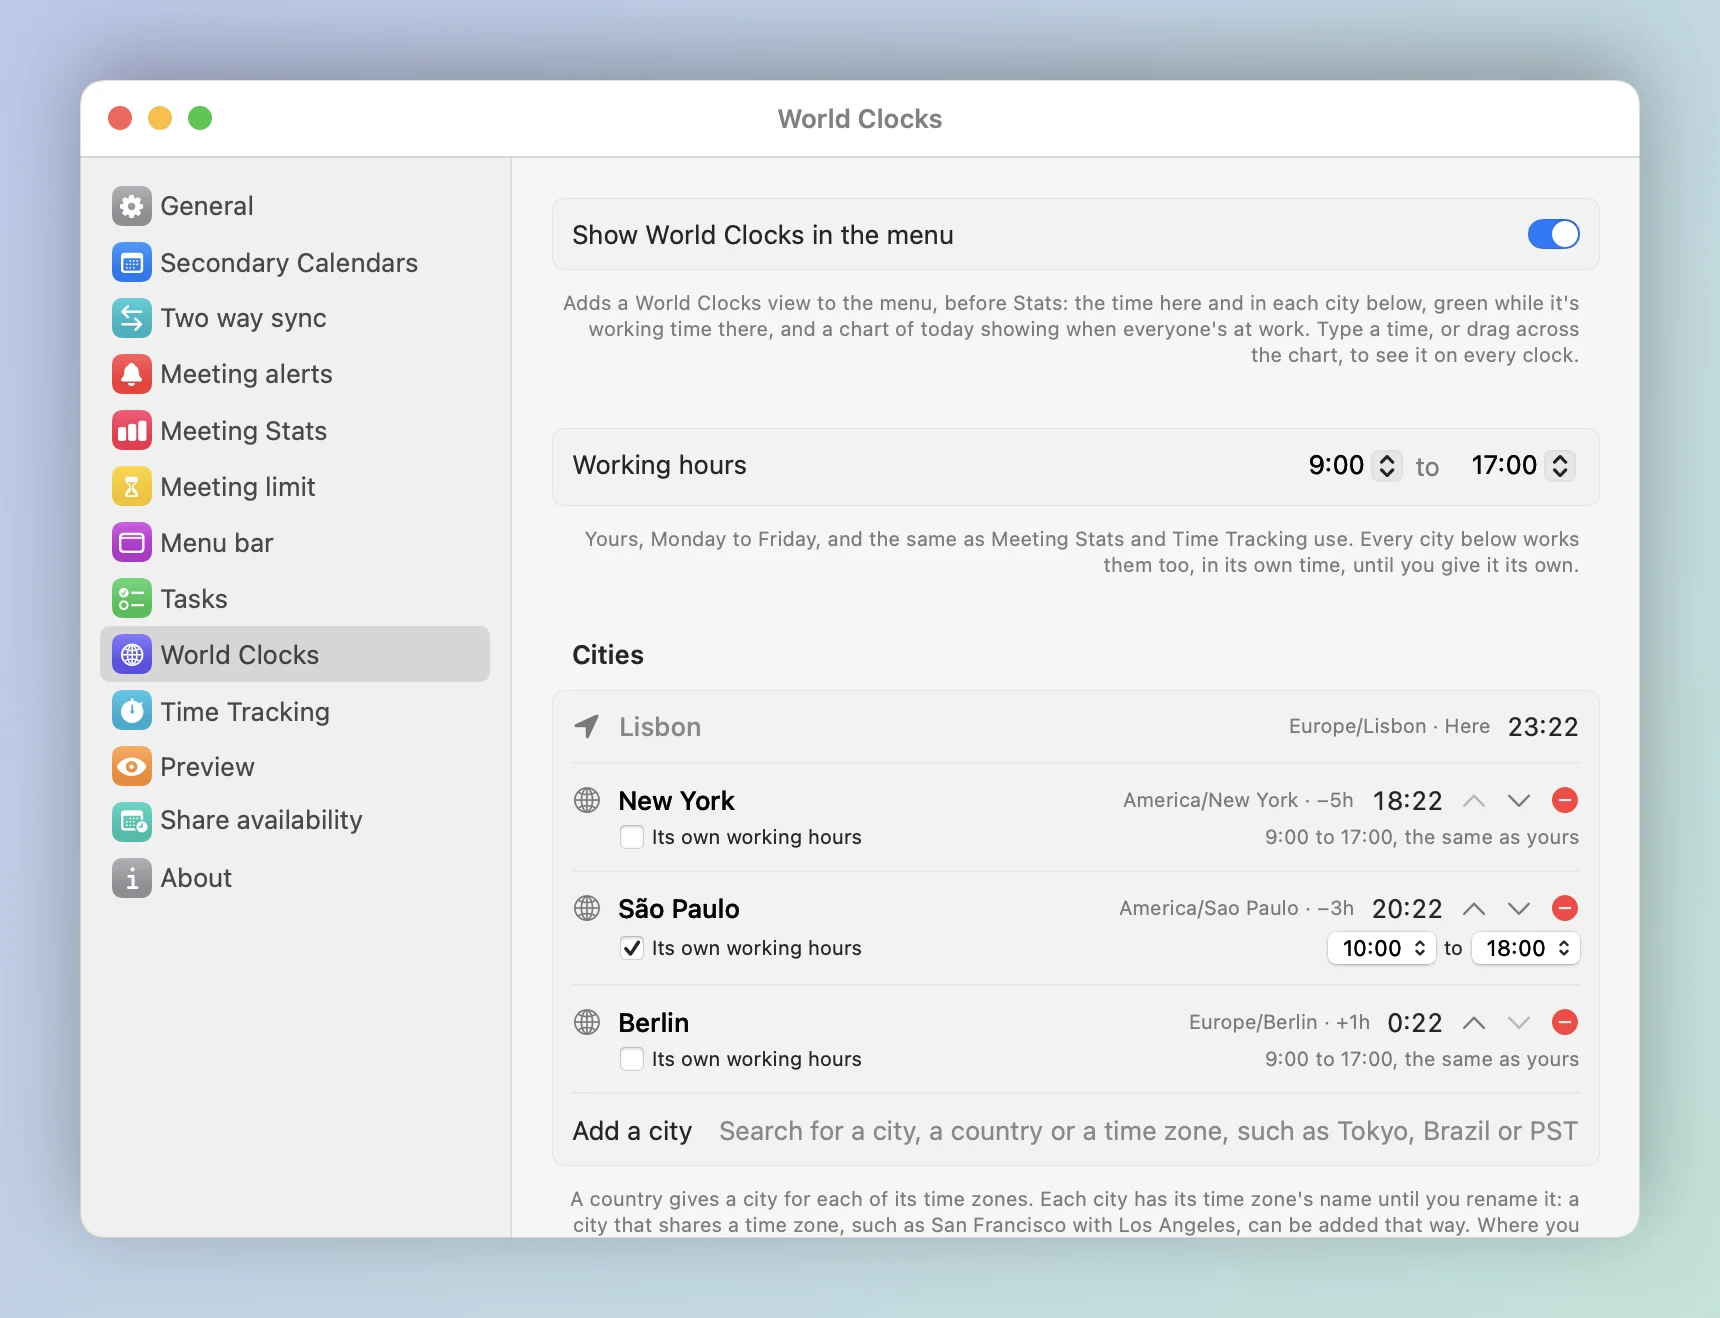 World Clocks
General
Secondary Calendars
Two way sync
Meeting alerts
Meeting Stats
Meeting limit
Menu bar
Tasks
World Clocks
Time Tracking
Preview
Share availability
About
Show World Clocks in the menu
Adds a World Clocks view to the menu, before Stats: the time here and in each city below, green while it's
working time there, and a chart of today showing when everyone's at work. Type a time, or drag across
the chart, to see it on every clock.
Working hours 9:00 to 17:00
Yours, Monday to Friday, and the same as Meeting Stats and Time Tracking use. Every city below works
them too, in its own time, until you give it its own.
Cities
Lisbon Europe/Lisbon · Here 23:22
New York America/New York · −5h 18:22
Its own working hours 9:00 to 17:00, the same as yours
São Paulo America/Sao Paulo · −3h 20:22
Its own working hours 10:00 to 18:00
Berlin Europe/Berlin · +1h 0:22
Its own working hours 9:00 to 17:00, the same as yours
Add a city Search for a city, a country or a time zone, such as Tokyo, Brazil or PST
A country gives a city for each of its time zones. Each city has its time zone's name until you rename it: a
city that shares a time zone, such as San Francisco with Los Angeles, can be added that way. Where you